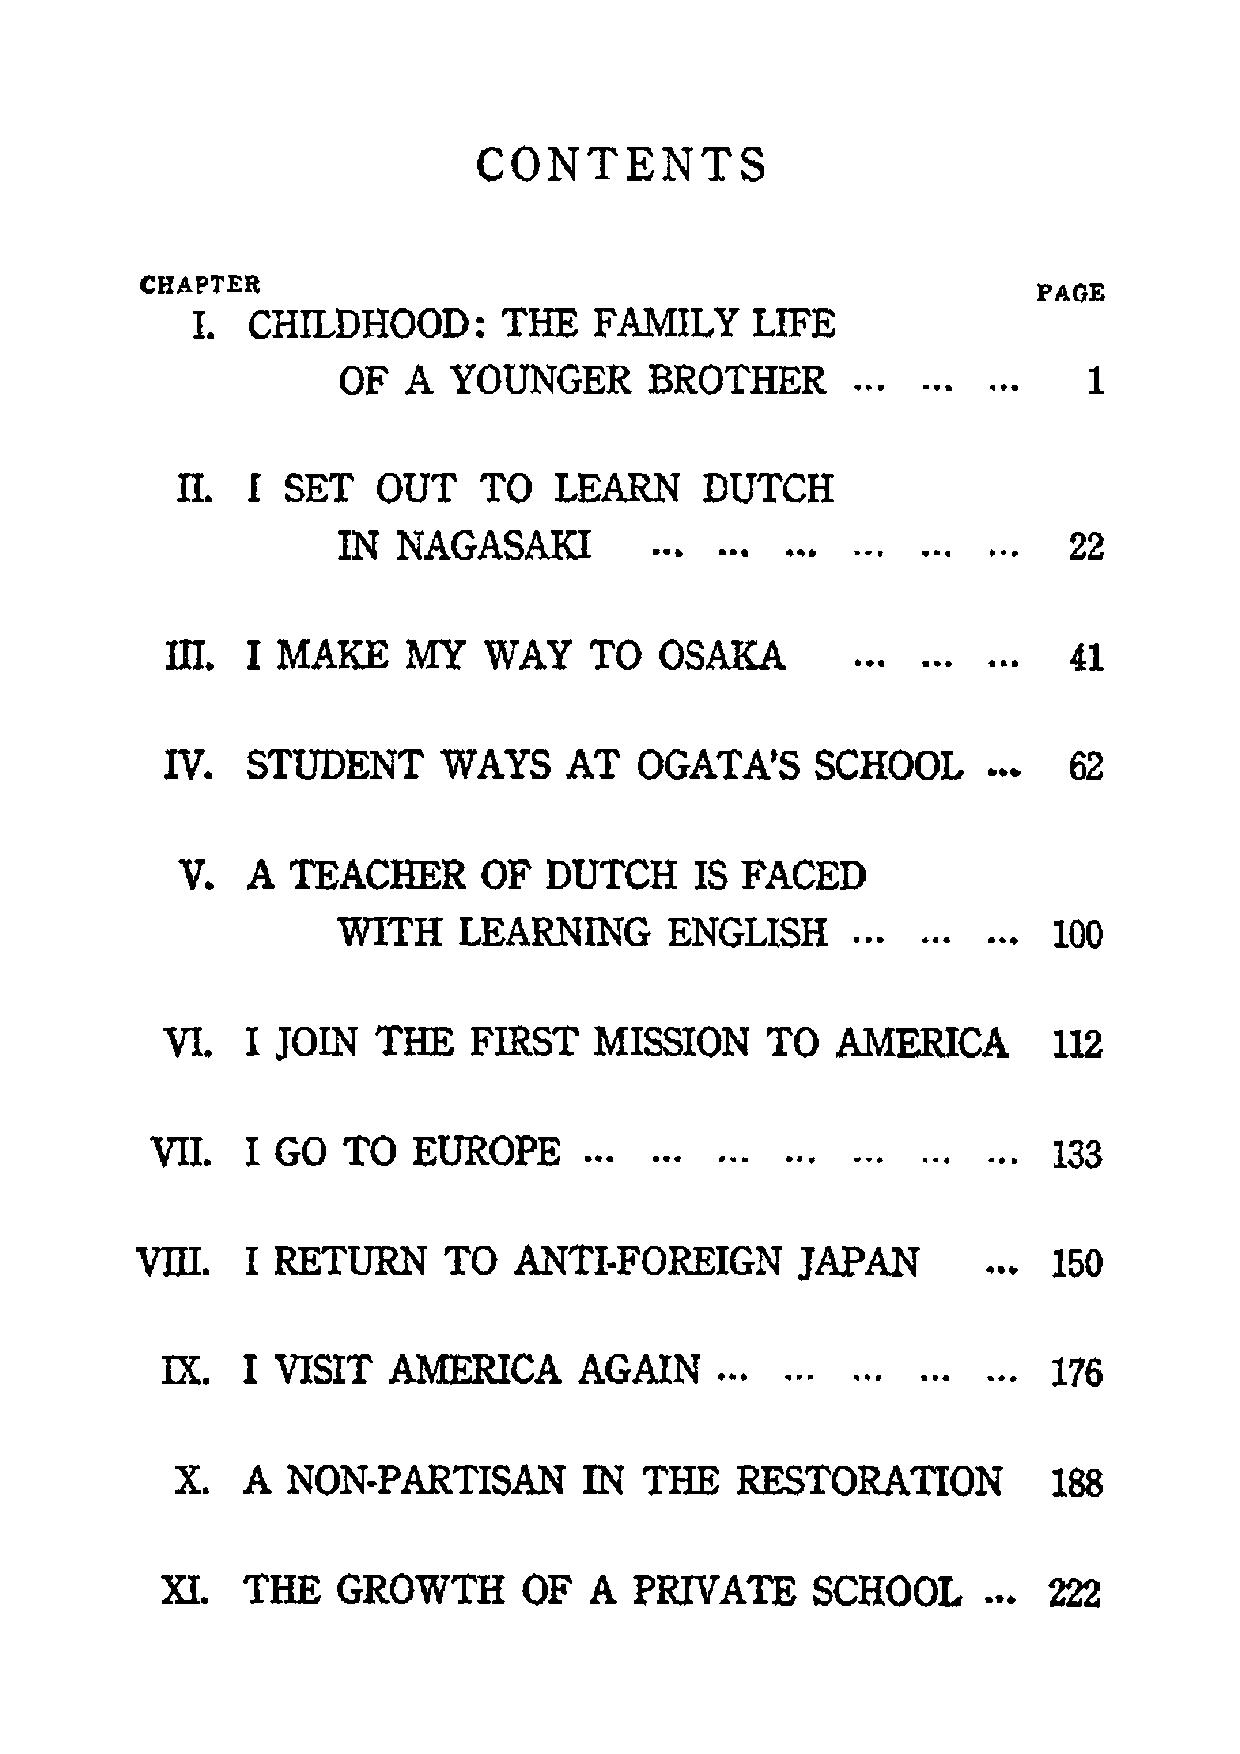 CONTENTS
CHAPTER PAGE
I. CHILDHOOD: THE FAMILY LIFE
OF A YOUNGER BROTHER ... ... ... 1
II. I SET OUT TO LEARN DUTCH
IN NAGASAKI ... ... ... ... ... ... 22
III. I MAKE MY WAY TO OSAKA ... ... ... 41
IV. STUDENT WAYS AT OGATA'S SCHOOL ... 62
V. A TEACHER OF DUTCH IS FACED
WITH LEARNING ENGLISH ... ... ... 100
VI. I JOIN THE FIRST MISSION TO AMERICA 112
VII. I GO TO EUROPE ... ... ... ... ... ... ... 133
VIII. I RETURN TO ANTI-FOREIGN JAPAN ... 150
IX. I VISIT AMERICA AGAIN ... ... ... ... ... 176
X. A NON-PARTISAN IN THE RESTORATION 188
XI. THE GROWTH OF A PRIVATE SCHOOL ... 222